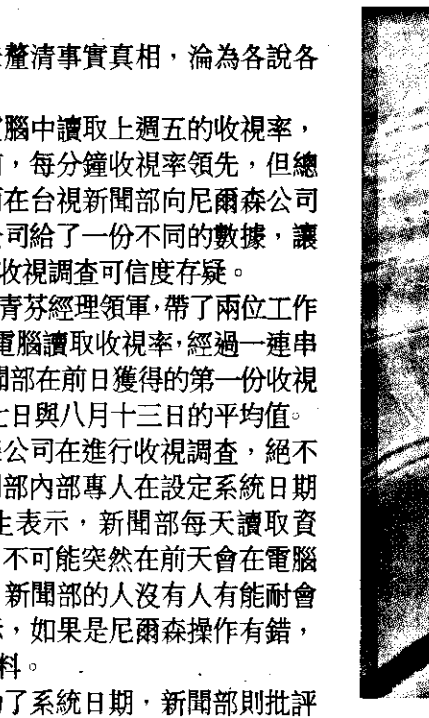 釐清事實真相，淪為各說各
腦中讀取上週五的收視率，
，每分鐘收視率領先，但總
在台視新聞部向尼爾森公司
公司給了一份不同的數據，讓
收視調查可信度存疑。
青芬經理領軍，帶了兩位工作
電腦讀取收視率，經過一連串
聞部在前日獲得的第一份收視
七日與八月十三日的平均值。
公司在進行收視調查，絕不
部內部專人在設定系統日期
生表示，新聞部每天讀取資
不可能突然在前天會在電腦
新聞部的人沒有人有能耐會
，如果是尼爾森操作有錯，
料。
了系統日期，新聞部則批評